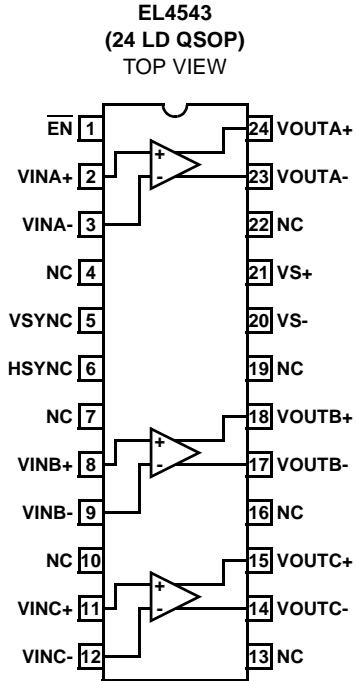 EL4543
(24 LD QSOP)
TOP VIEW
EN 1 24 VOUTA+
+
VINA+ 2 - 23 VOUTA-
VINA- 3 22 NC
NC 4 21 VS+
VSYNC 5 20 VS-
HSYNC 6 19 NC
NC 7 18 VOUTB+
+
VINB+ 8 - 17 VOUTB-
VINB- 9 16 NC
NC 10 15 VOUTC+
+
VINC+ 11 - 14 VOUTC-
VINC- 12 13 NC